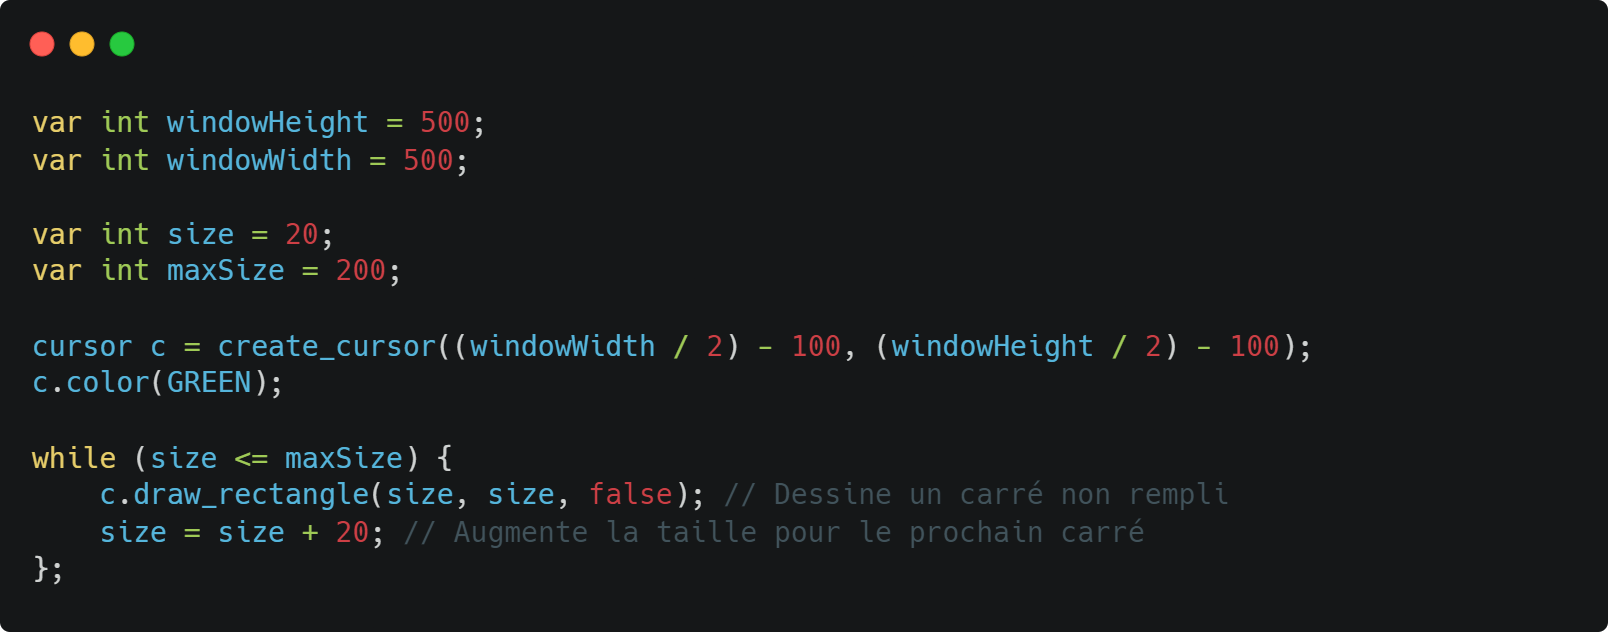 var int windowHeight = 500;
var int windowWidth = 500;
var int size = 20;
var int maxSize = 200;
cursor c = create_cursor((windowWidth / 2) - 100, (windowHeight / 2) - 100);
c.color(GREEN);
while (size <= maxSize) {
    c.draw_rectangle(size, size, false); // Dessine un carré non rempli
    size = size + 20; // Augmente la taille pour le prochain carré
};